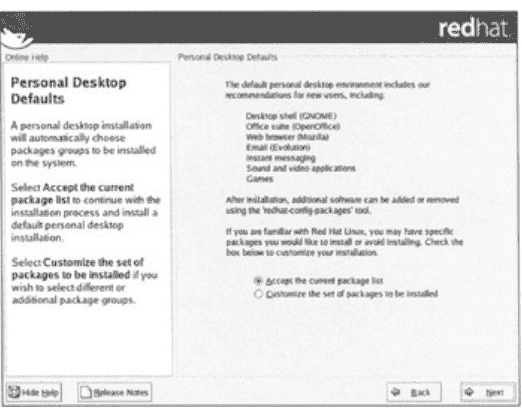 redhat
Online Help
Personal Desktop Defaults
Personal Desktop
Defaults
A personal desktop installation
will automatically choose
packages groups to be installed
on the system.
Select Accept the current
package list to continue with the
installation process and install a
default personal desktop
installation.
Select Customize the set of
packages to be installed if you
wish to select different or
additional package groups.
The default personal desktop environment includes our
recommendations for new users, including:
Desktop shell (GNOME)
Office suite (OpenOffice)
Web browser (Mozilla)
Email (Evolution)
Instant messaging
Sound and video applications
Games
After installation, additional software can be added or removed
using the 'redhat-config-packages' tool.
If you are familiar with Red Hat Linux, you may have specific
packages you would like to install or avoid installing. Check the
box below to customize your installation.
Accept the current package list
Customize the set of packages to be installed
Hide Help
Release Notes
Back
Next